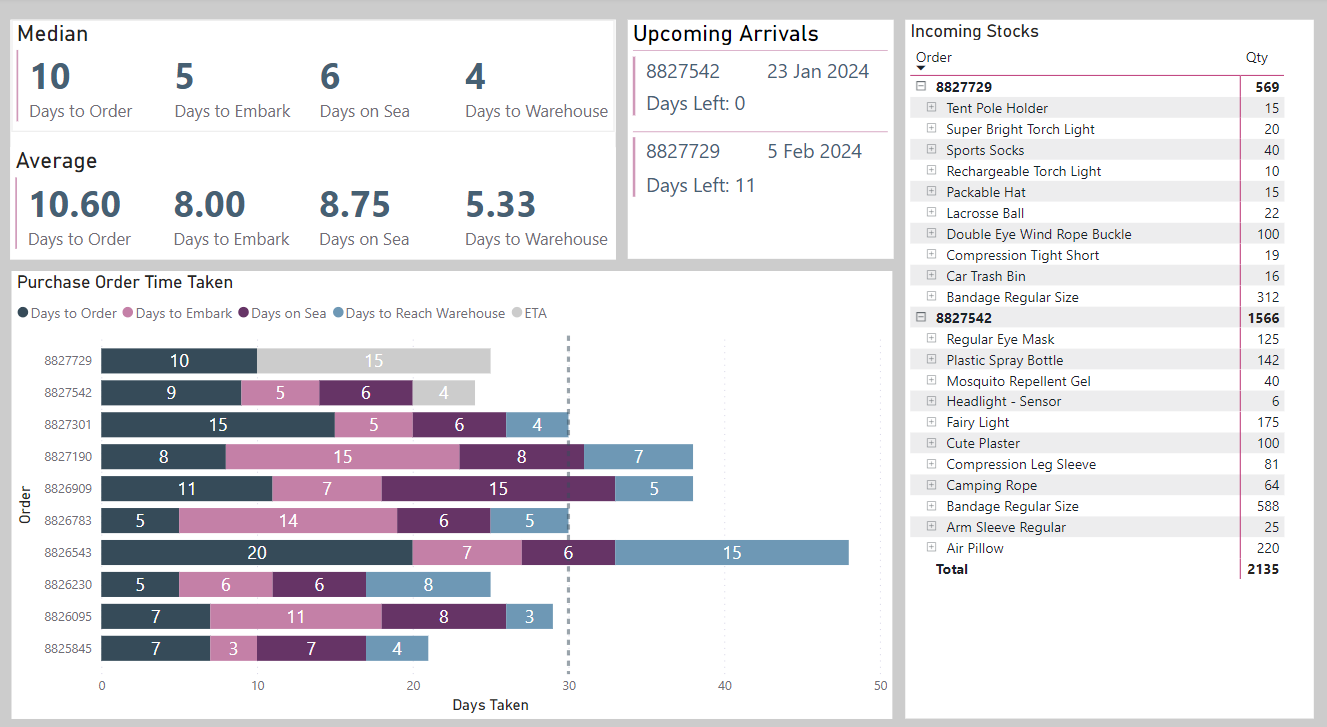 Median
10 5 6 4
Days to Order Days to Embark Days on Sea Days to Warehouse
Average
10.60 8.00 8.75 5.33
Days to Order Days to Embark Days on Sea Days to Warehouse
Upcoming Arrivals
8827542 23 Jan 2024
Days Left: 0
8827729 5 Feb 2024
Days Left: 11
Purchase Order Time Taken
Days to Order Days to Embark Days on Sea Days to Reach Warehouse ETA
Order
8827729 10 15
8827542 9 5 6 4
8827301 15 5 6 4
8827190 8 15 8 7
8826909 11 7 15 5
8826783 5 14 6 5
8826543 20 7 6 15
8826230 5 6 6 8
8826095 7 11 8 3
8825845 7 3 7 4
0 10 20 30 40 50
Days Taken
Incoming Stocks
Order Qty
8827729 569
Tent Pole Holder 15
Super Bright Torch Light 20
Sports Socks 40
Rechargeable Torch Light 10
Packable Hat 15
Lacrosse Ball 22
Double Eye Wind Rope Buckle 100
Compression Tight Short 19
Car Trash Bin 16
Bandage Regular Size 312
8827542 1566
Regular Eye Mask 125
Plastic Spray Bottle 142
Mosquito Repellent Gel 40
Headlight - Sensor 6
Fairy Light 175
Cute Plaster 100
Compression Leg Sleeve 81
Camping Rope 64
Bandage Regular Size 588
Arm Sleeve Regular 25
Air Pillow 220
Total 2135